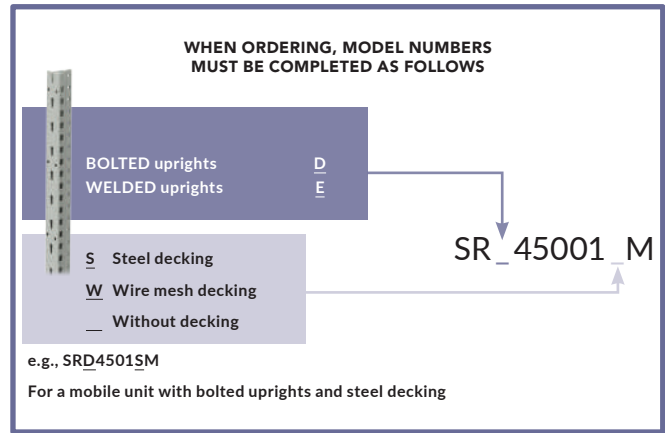 WHEN ORDERING, MODEL NUMBERS
MUST BE COMPLETED AS FOLLOWS
BOLTED uprights D
WELDED uprights E
S Steel decking
W Wire mesh decking
__ Without decking
SR_45001_M
e.g., SRD4501SM
For a mobile unit with bolted uprights and steel decking